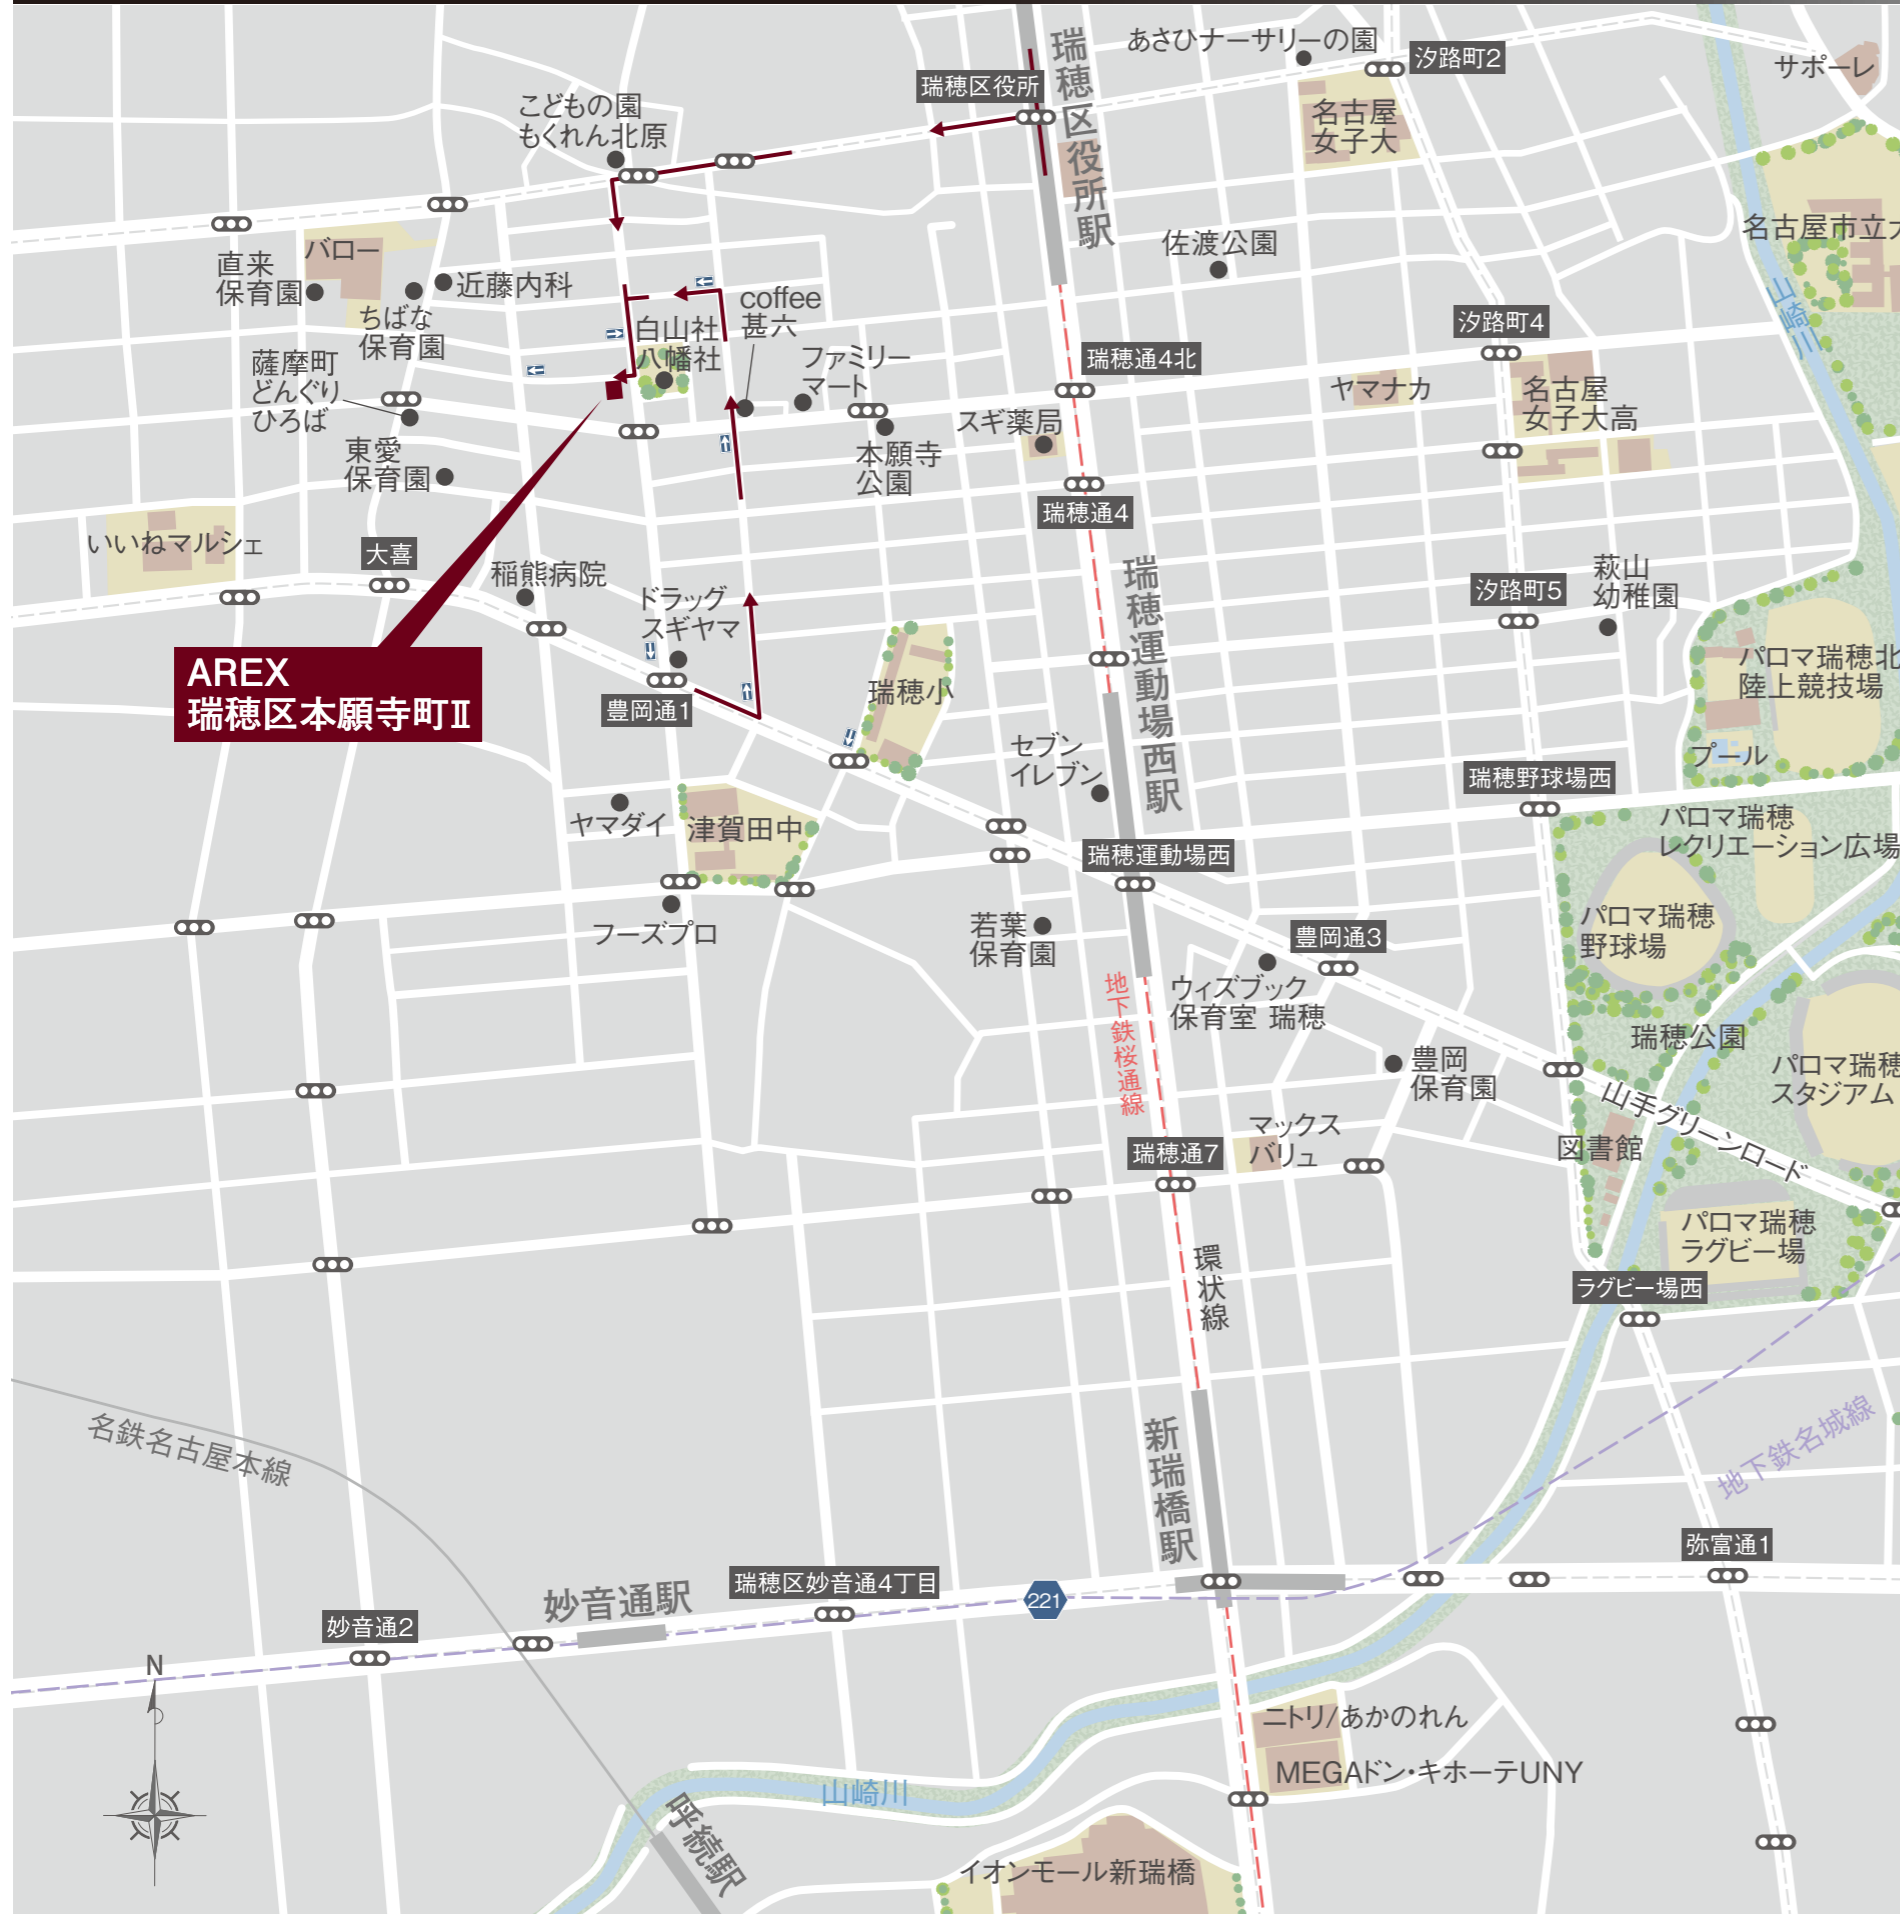 瑞穂区役所駅
あさひナーサリーの園
汐路町2
サポーレ
瑞穂区役所
名古屋
女子大
こどもの園
もくれん北原
名古屋市立
佐渡公園
バロー
直来
保育園
近藤内科
ちばな
保育園
coffee
甚六
白山社
八幡社
山崎川
汐路町4
薩摩町
どんぐり
ひろば
ファミリー
マート
瑞穂通4北
ヤマナカ
名古屋
女子大高
スギ薬局
本願寺
公園
東愛
保育園
瑞穂通4
いいねマルシェ
大喜
稲熊病院
ドラッグ
スギヤマ
瑞穂運動場西駅
汐路町5
萩山
幼稚園
AREX
瑞穂区本願寺町Ⅱ
豊岡通1
瑞穂小
パロマ瑞穂北
陸上競技場
プール
セブン
イレブン
瑞穂野球場西
ヤマダイ
津賀田中
パロマ瑞穂
レクリエーション広場
瑞穂運動場西
フーズプロ
若葉
保育園
豊岡通3
パロマ瑞穂
野球場
地下鉄桜通線
ウィズブック
保育室 瑞穂
瑞穂公園
豊岡
保育園
パロマ瑞穂
スタジアム
山手グリーンロード
マックス
バリュ
図書館
瑞穂通7
パロマ瑞穂
ラグビー場
環状線
ラグビー場西
名鉄名古屋本線
地下鉄名城線
新瑞橋駅
弥富通1
妙音通駅
瑞穂区妙音通4丁目
221
妙音通2
N
ニトリ/あかのれん
MEGAドン・キホーテUNY
山崎川
呼続駅
イオンモール新瑞橋